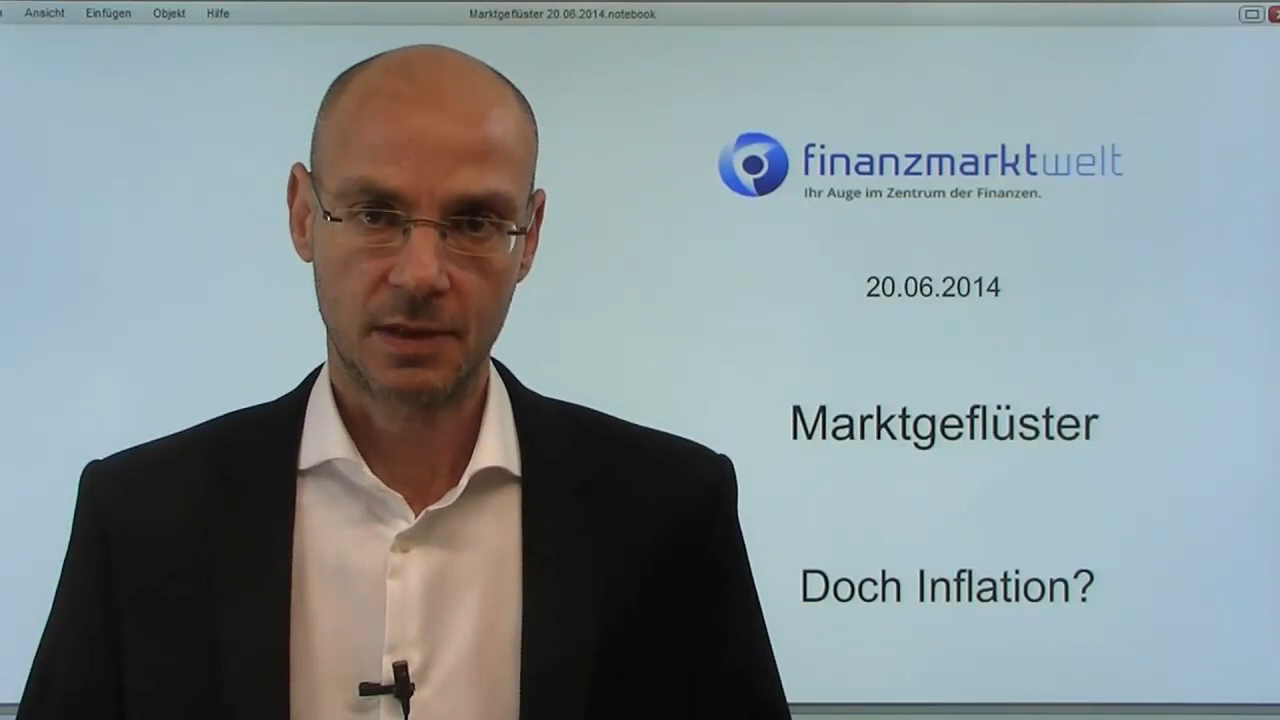 Ansicht Einfügen Objekt Hilfe Marktgeflüster 20.06.2014.notebook
finanzmarktwelt
Ihr Auge im Zentrum der Finanzen.
20.06.2014
Marktgeflüster
Doch Inflation?